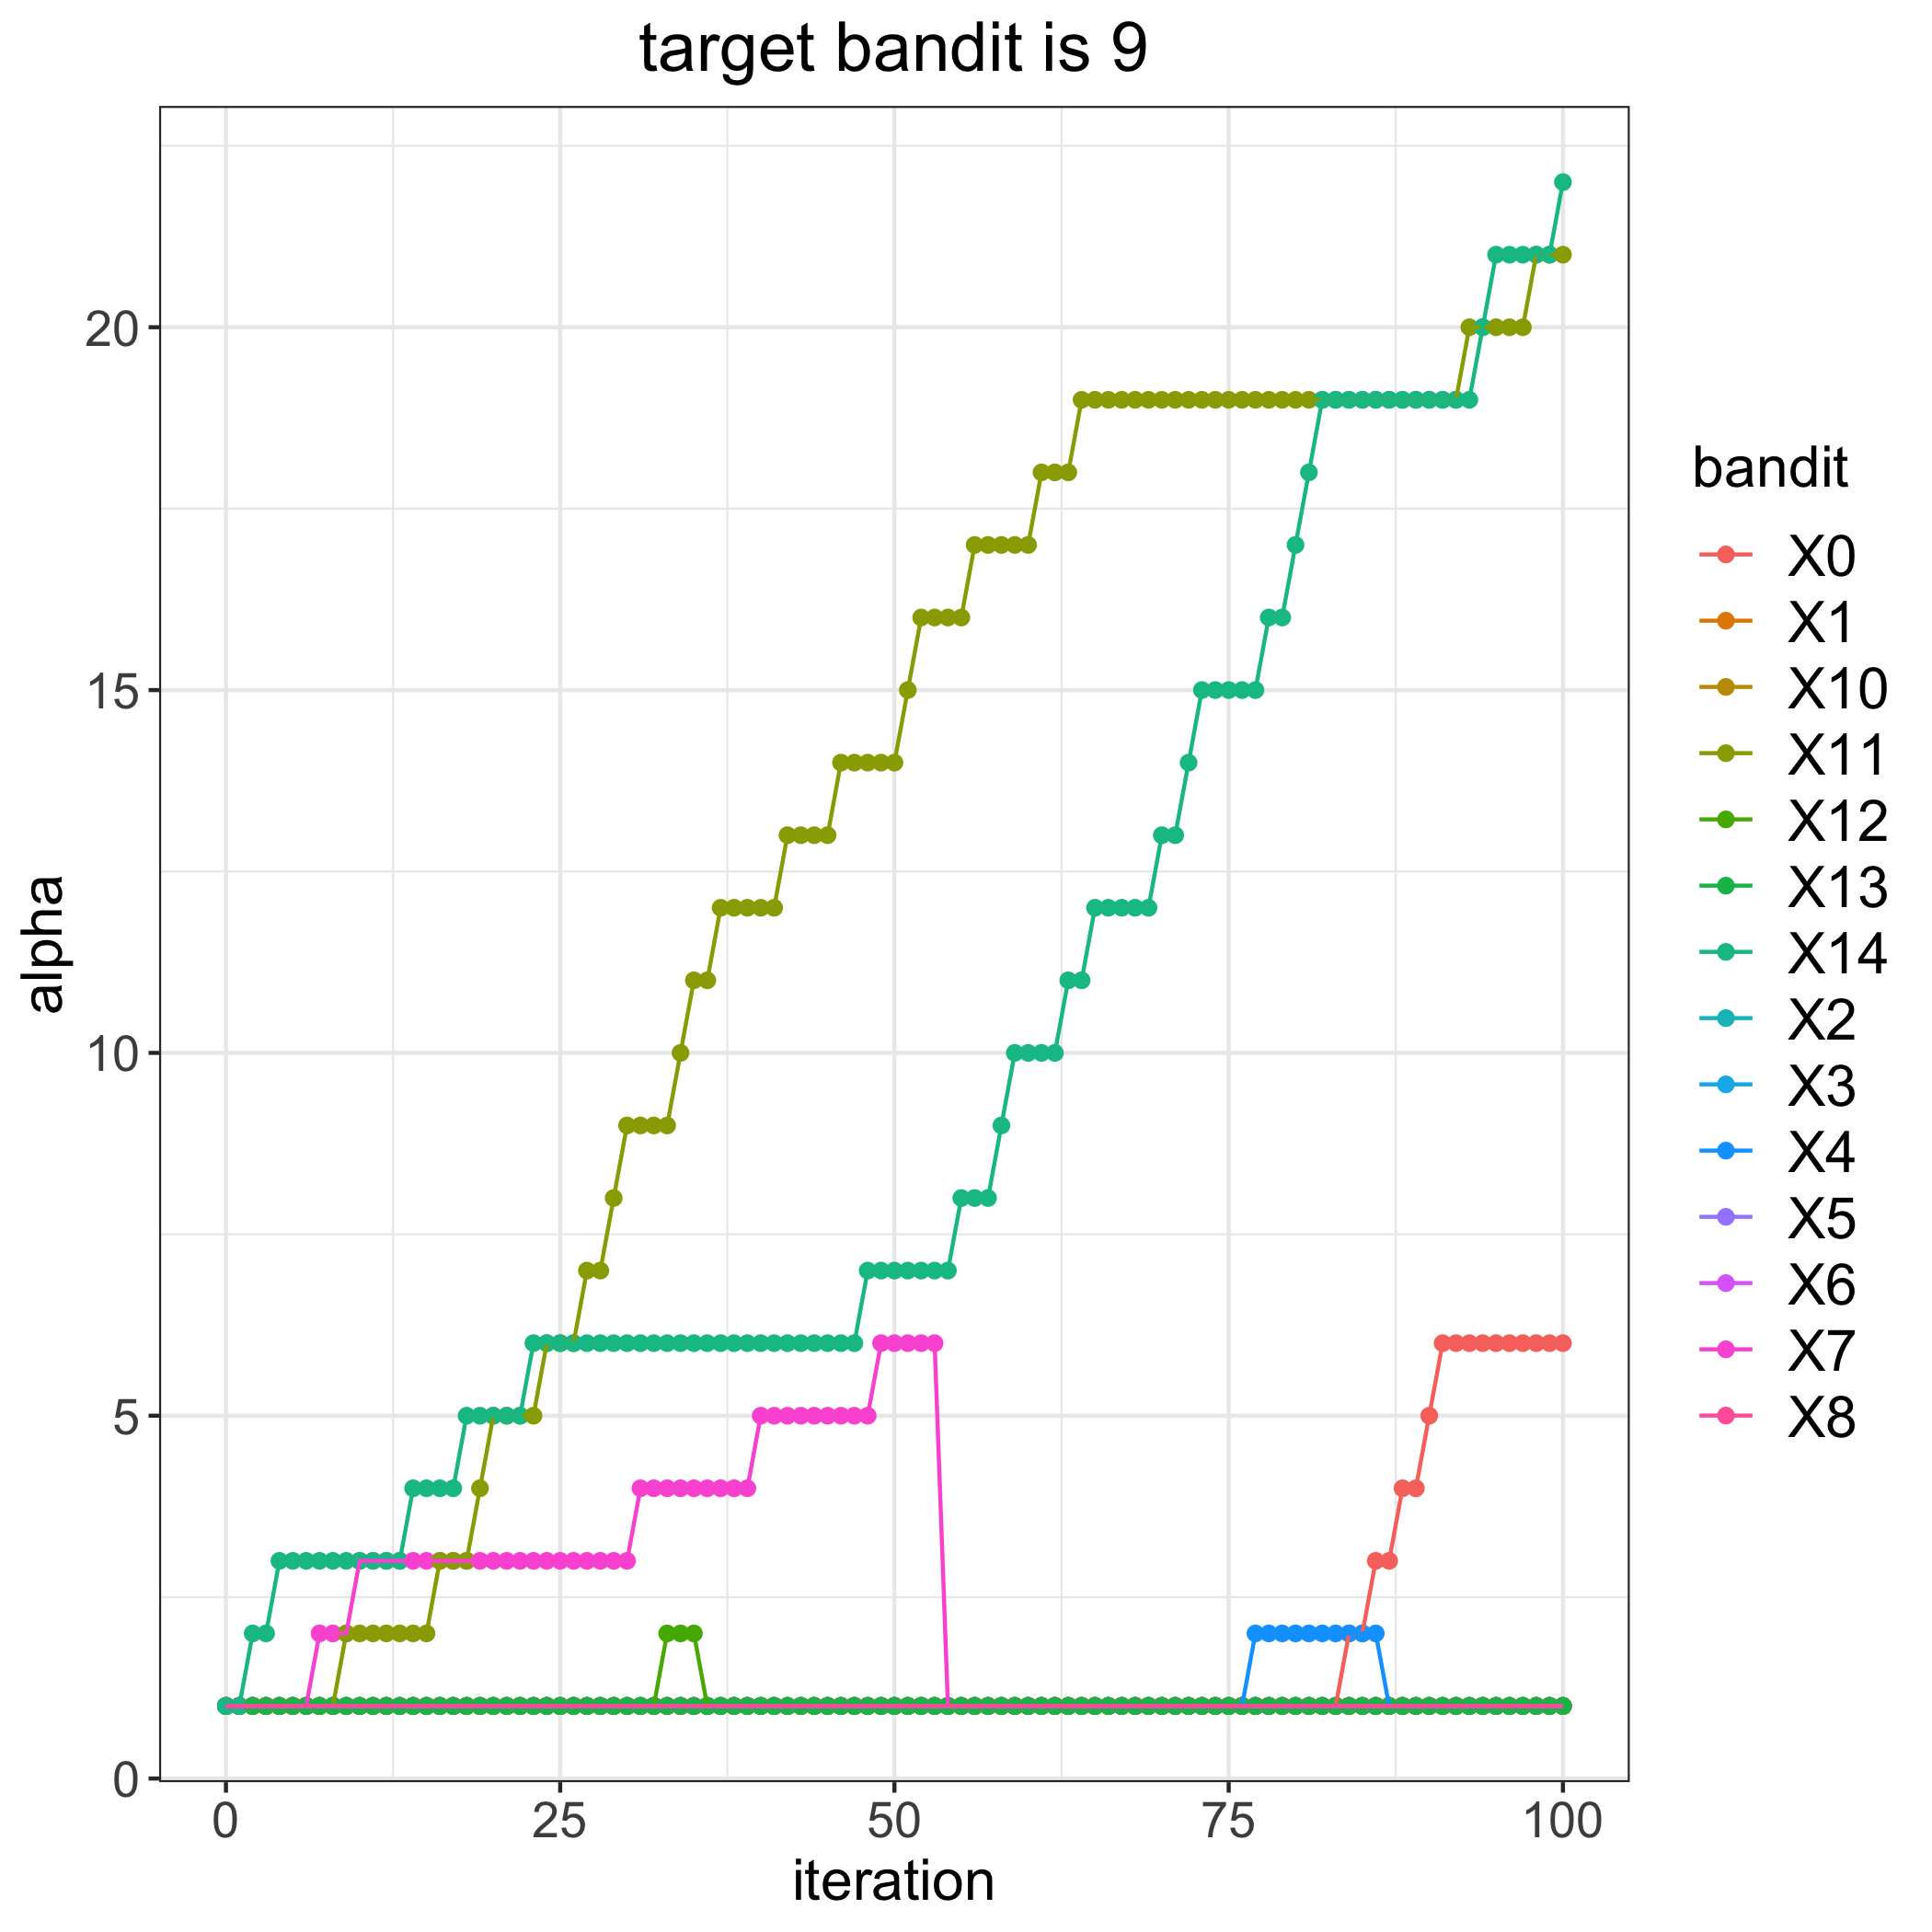 target bandit is 9
alpha
20
15
10
5
0
0 25 50 75 100
iteration
bandit
X0
X1
X10
X11
X12
X13
X14
X2
X3
X4
X5
X6
X7
X8